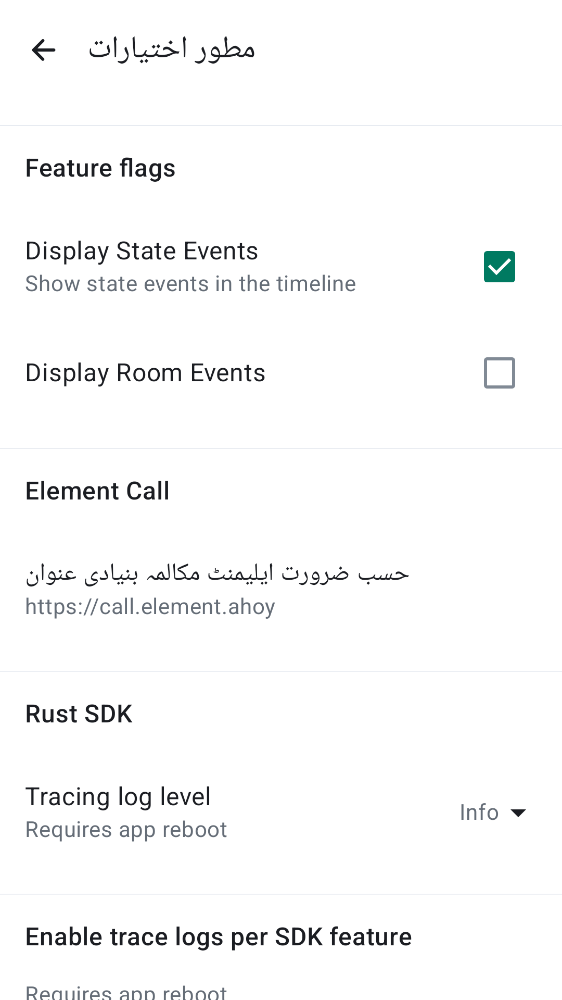 مطور اختیارات
Feature flags
Display State Events
Show state events in the timeline
Display Room Events
Element Call
حسب ضرورت ایلیمنٹ مکالمہ بنیادی عنوان
https://call.element.ahoy
Rust SDK
Tracing log level
Requires app reboot
Info
Enable trace logs per SDK feature
Requires app reboot